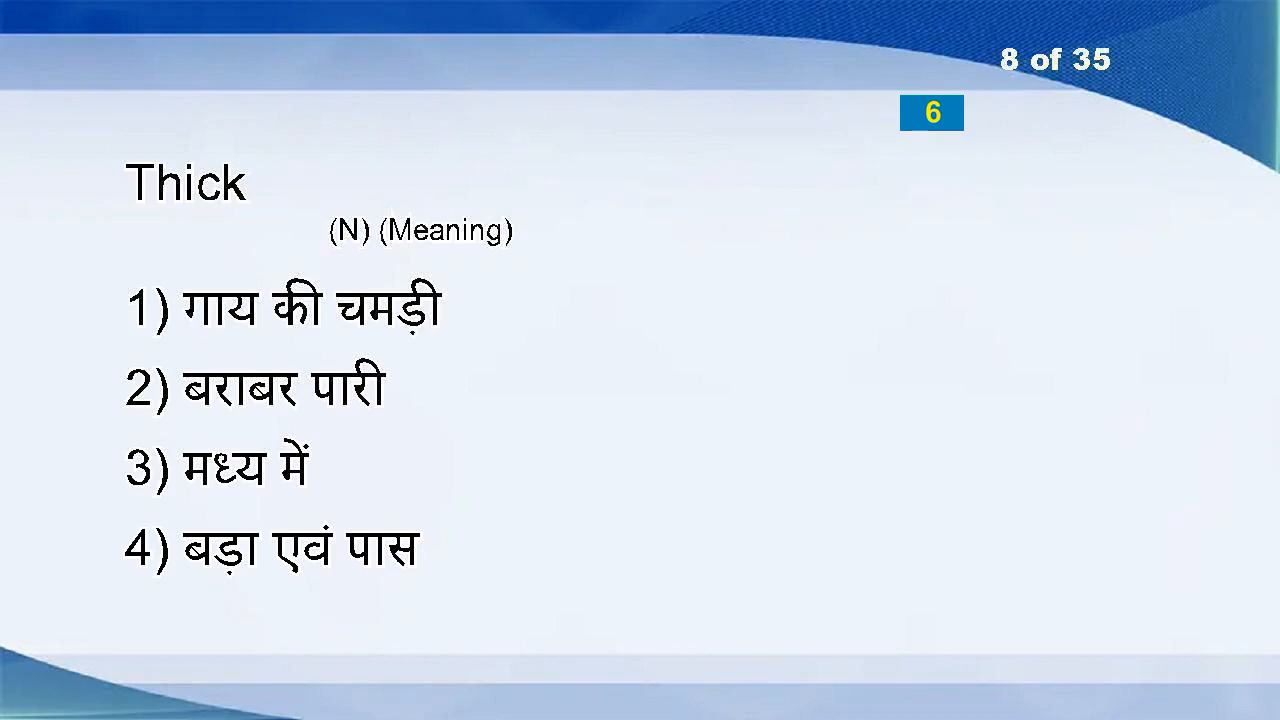 8 of 35
6
Thick
(N) (Meaning)
1) गाय की चमड़ी
2) बराबर पारी
3) मध्य में
4) बड़ा एवं पास